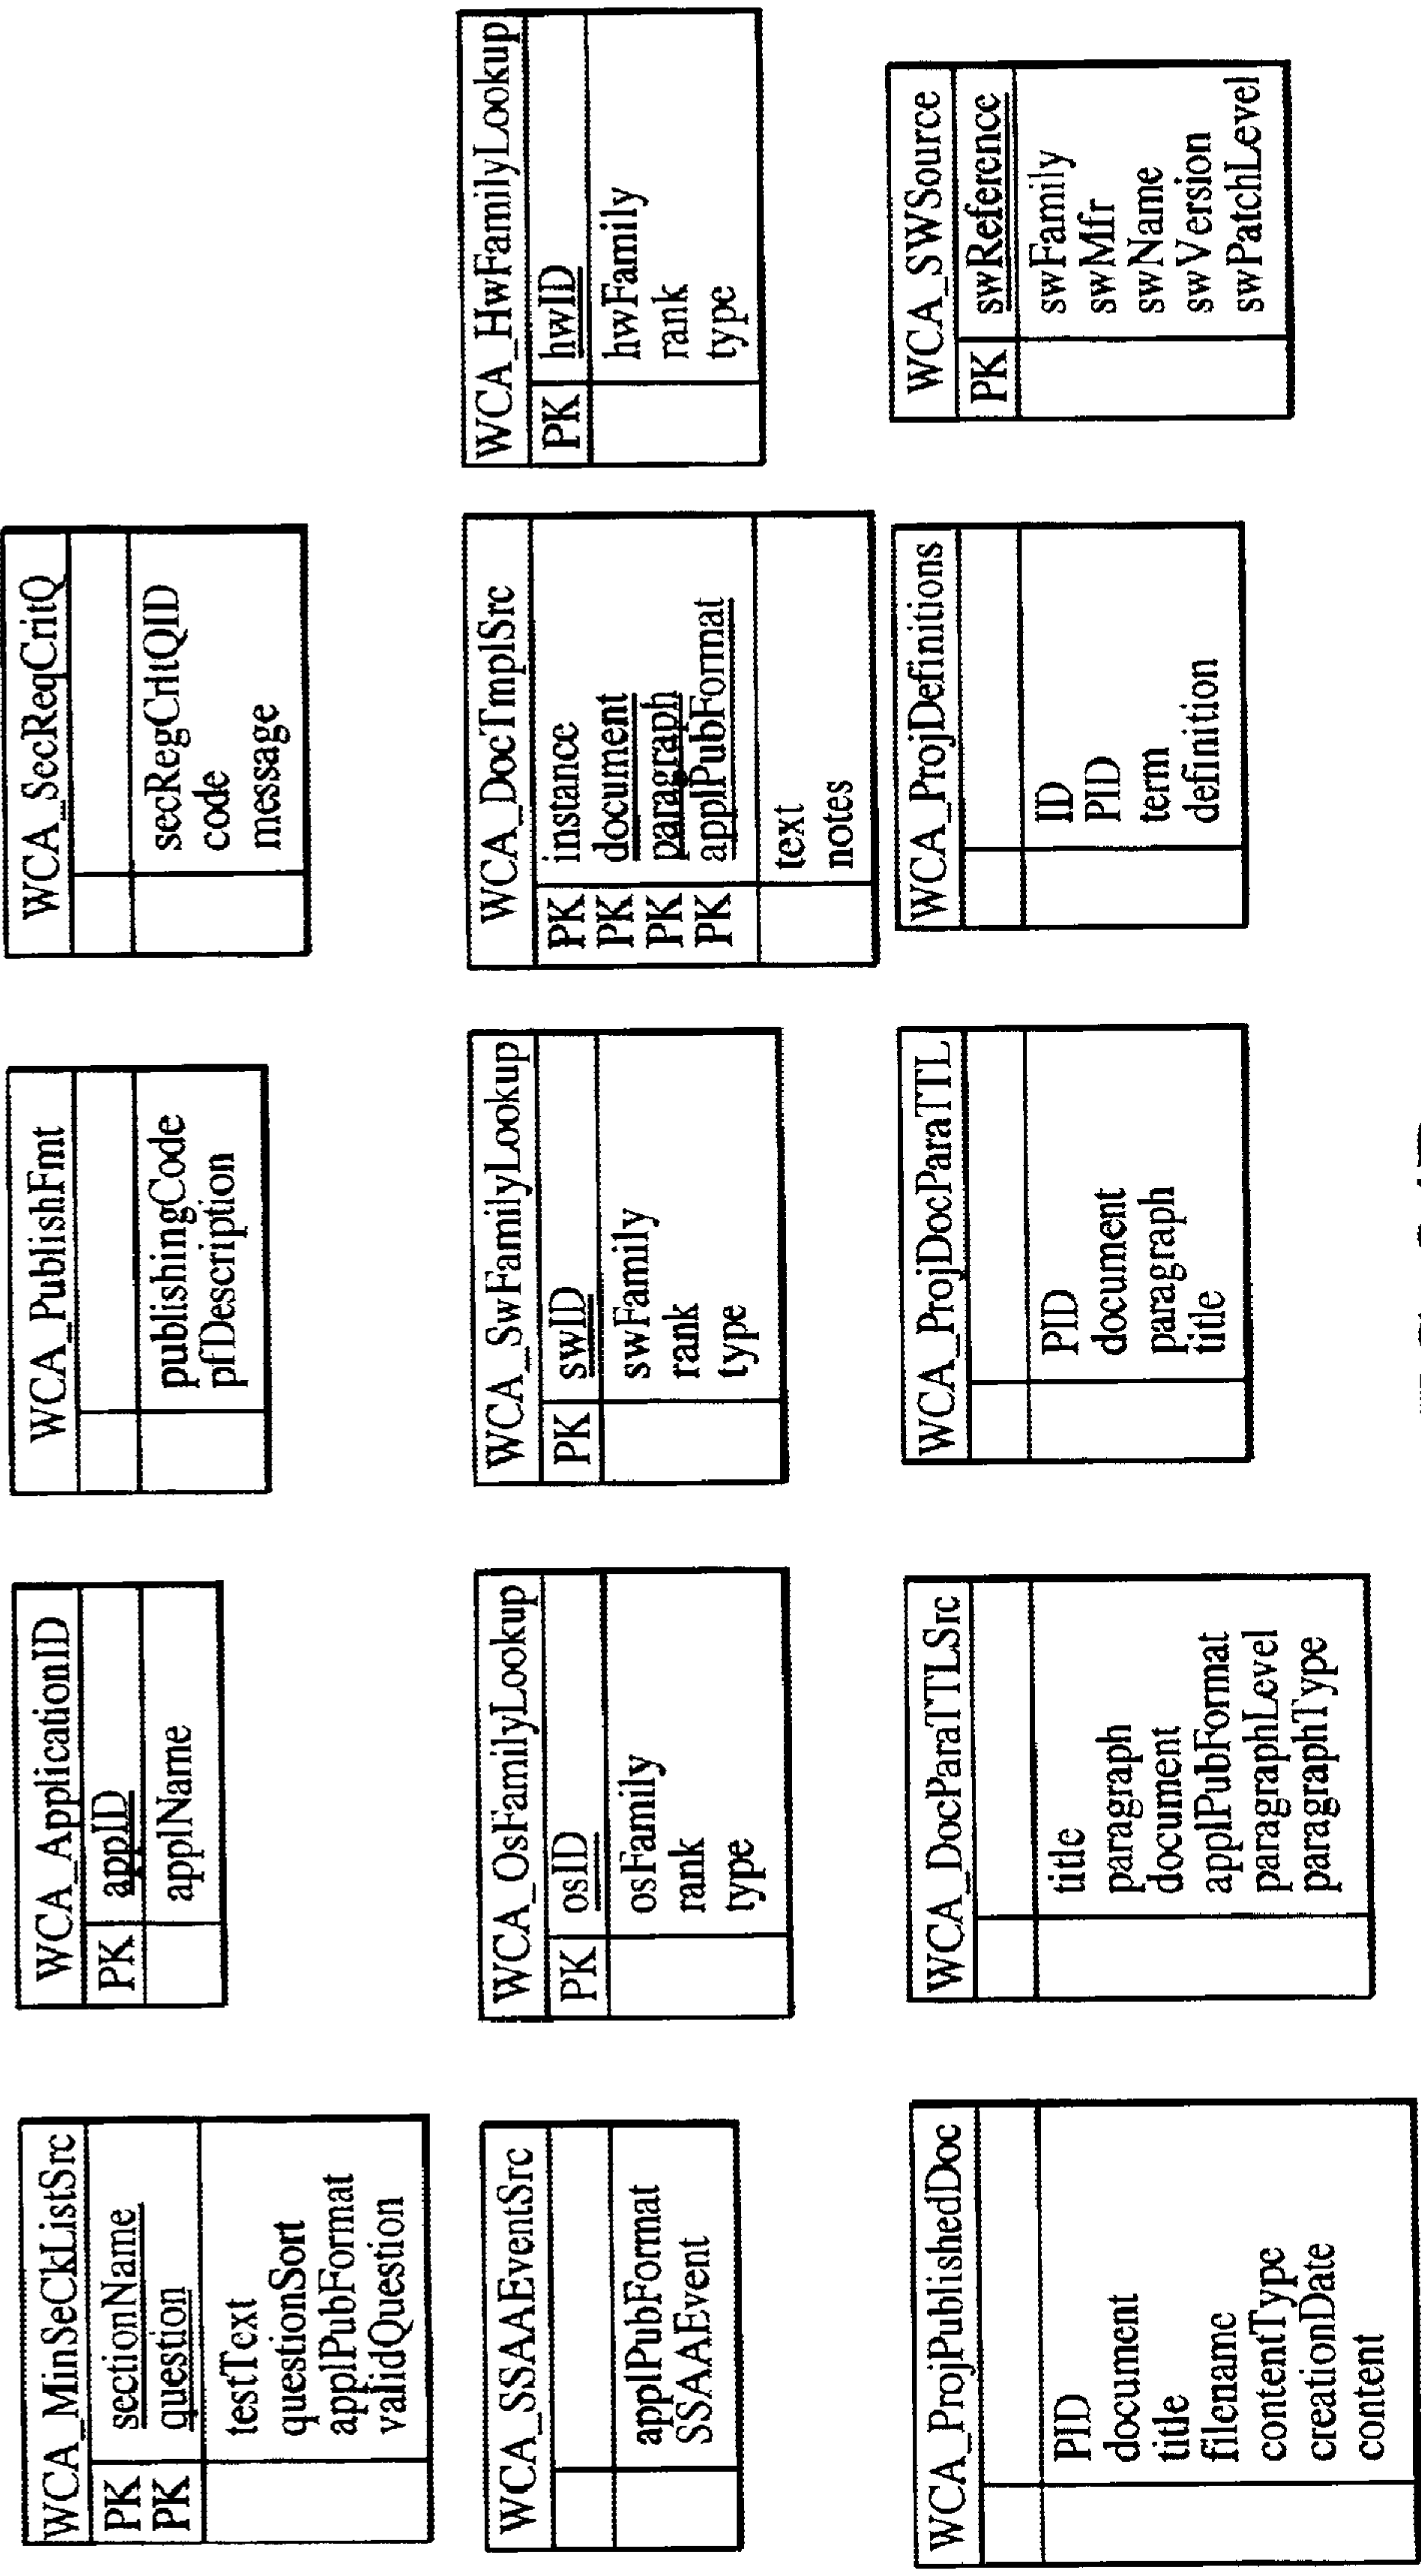 WCA_MinSeCkListSrc
PK sectionName
PK question
testText
questionSort
applPubFormat
validQuestion
WCA_ApplicationID
PK appID
applName
WCA_PublishFmt
publishingCode
pfDescription
WCA_SecReqCritQ
secRegCritQID
code
message
WCA_SSAAEventSrc
applPubFormat
SSAAEvent
WCA_OsFamilyLookup
PK osID
osFamily
rank
type
WCA_SwFamilyLookup
PK swID
swFamily
rank
type
WCA_DocTmplSrc
PK instance
PK document
PK paragraph
PK applPubFormat
text
notes
WCA_HwFamilyLookup
PK hwID
hwFamily
rank
type
WCA_ProjPublishedDoc
PID
document
title
filename
contentType
creationDate
content
WCA_DocParaTTLSrc
title
paragraph
document
applPubFormat
paragraphLevel
paragraphType
WCA_ProjDocParaTTL
PID
document
paragraph
title
WCA_ProjDefinitions
ID
PID
term
definition
WCA_SWSource
PK swReference
swFamily
swMfr
swName
swVersion
swPatchLevel